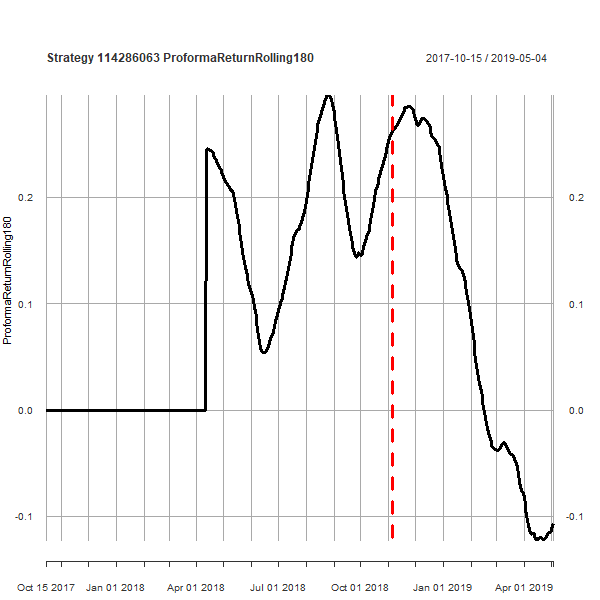 Strategy 114286063 ProformaReturnRolling180 2017-10-15 / 2019-05-04
ProformaReturnRolling180
0.2 0.2
0.1 0.1
0.0 0.0
-0.1 -0.1
Oct 15 2017 Jan 01 2018 Apr 01 2018 Jul 01 2018 Oct 01 2018 Jan 01 2019 Apr 01 2019